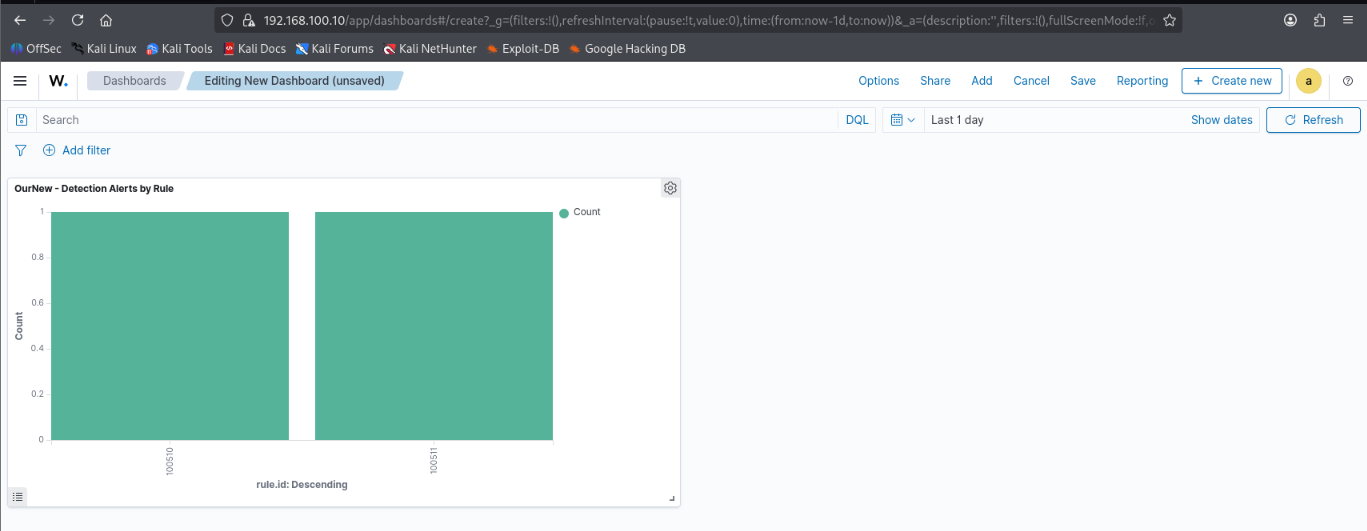 192.168.100.10/app/dashboards#/create?_g=(filters:!(),refreshInterval:(pause:!t,value:0),time:(from:now-1d,to:now))&_a=(description:'',filters:!(),fullScreenMode:!f,o
OffSec Kali Linux Kali Tools Kali Docs Kali Forums Kali NetHunter Exploit-DB Google Hacking DB
W. Dashboards Editing New Dashboard (unsaved) Options Share Add Cancel Save Reporting + Create new a
Search DQL Last 1 day Show dates Refresh
Add filter
OurNew - Detection Alerts by Rule
1
Count
0.8
0.6
0.4
0.2
0
Count
100510
100511
rule.id: Descending